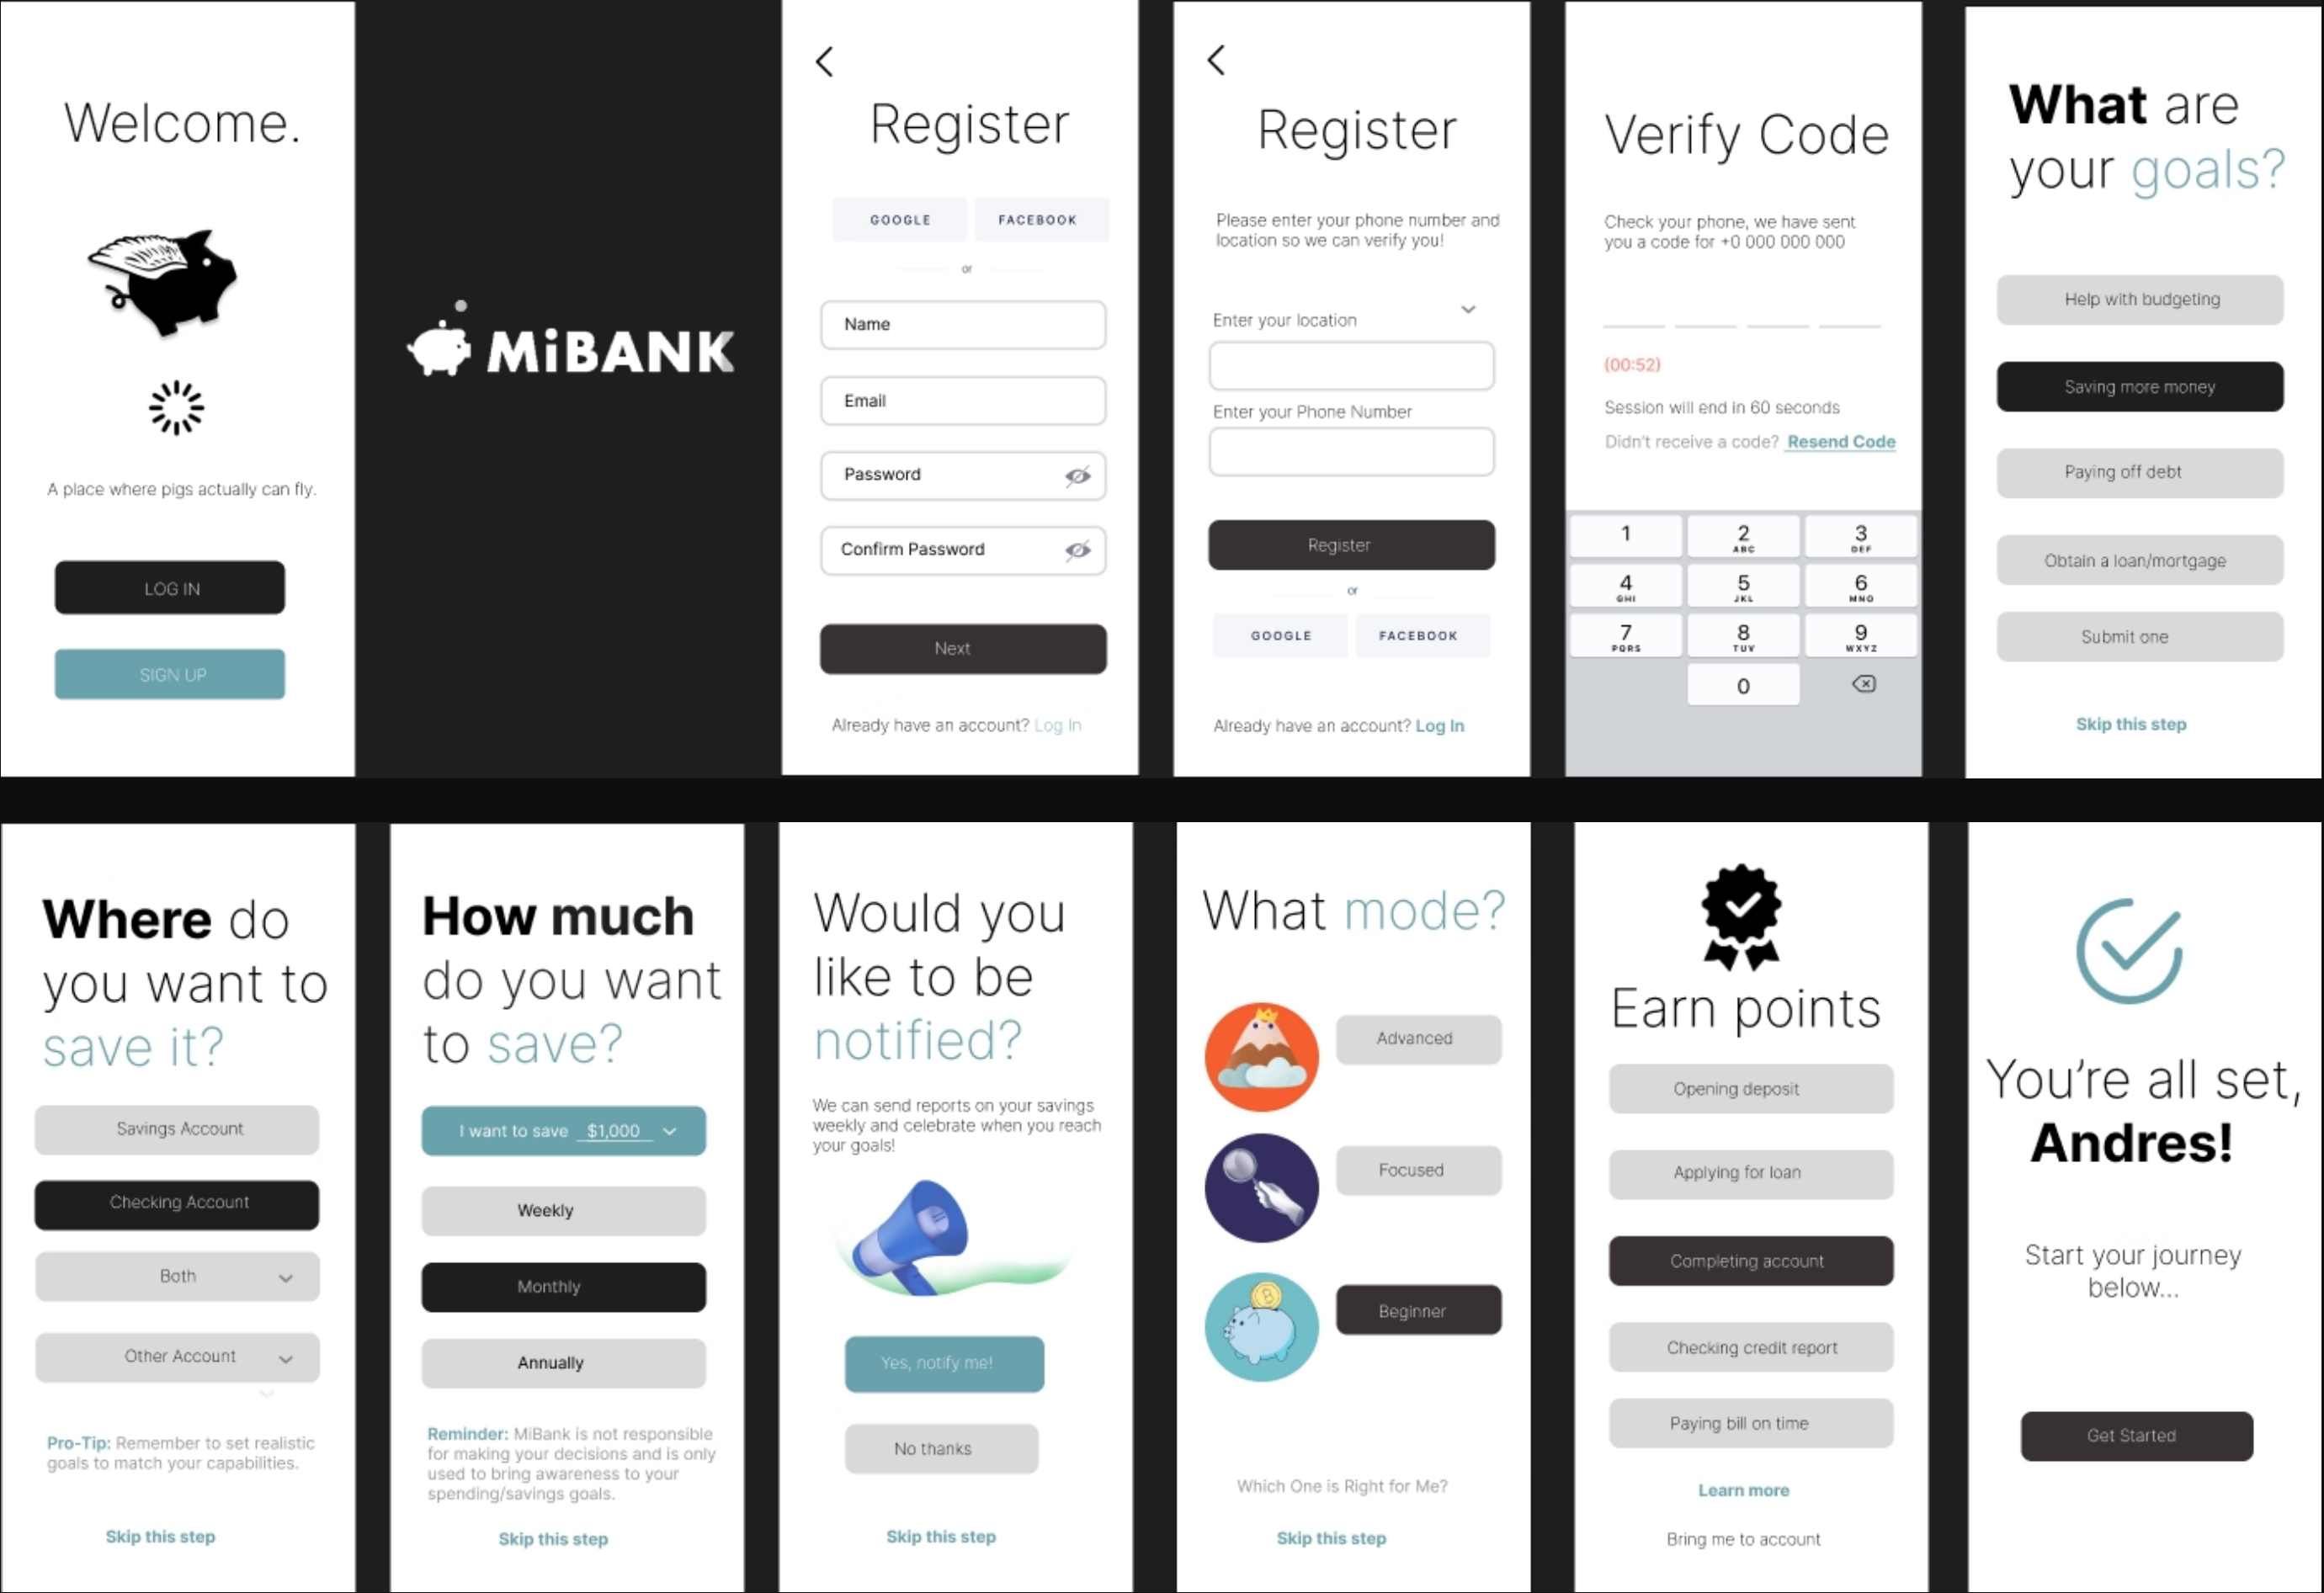 Welcome.
A place where pigs actually can fly.
LOG IN
SIGN UP
MiBANK
Register
GOOGLE
FACEBOOK
or
Name
Email
Password
Confirm Password
Next
Already have an account? Log In
Register
Please enter your phone number and
location so we can verify you!
Enter your location
Enter your Phone Number
Register
or
GOOGLE
FACEBOOK
Already have an account? Log In
Verify Code
Check your phone, we have sent
you a code for +0 000 000 000
(00:52)
Session will end in 60 seconds
Didn't receive a code? Resend Code
1
2
ABC
3
DEF
4
GHI
5
JKL
6
MNO
7
PQRS
8
TUV
9
WXYZ
0
What are
your goals?
Help with budgeting
Saving more money
Paying off debt
Obtain a loan/mortgage
Submit one
Skip this step
Where do
you want to
save it?
Savings Account
Checking Account
Both
Other Account
Pro-Tip: Remember to set realistic
goals to match your capabilities.
Skip this step
How much
do you want
to save?
I want to save $1,000
Weekly
Monthly
Annually
Reminder: MiBank is not responsible
for making your decisions and is only
used to bring awareness to your
spending/savings goals.
Skip this step
Would you
like to be
notified?
We can send reports on your savings
weekly and celebrate when you reach
your goals!
Yes, notify me!
No thanks
Skip this step
What mode?
Advanced
Focused
Beginner
Which One is Right for Me?
Skip this step
Earn points
Opening deposit
Applying for loan
Completing account
Checking credit report
Paying bill on time
Learn more
Bring me to account
You're all set,
Andres!
Start your journey
below...
Get Started